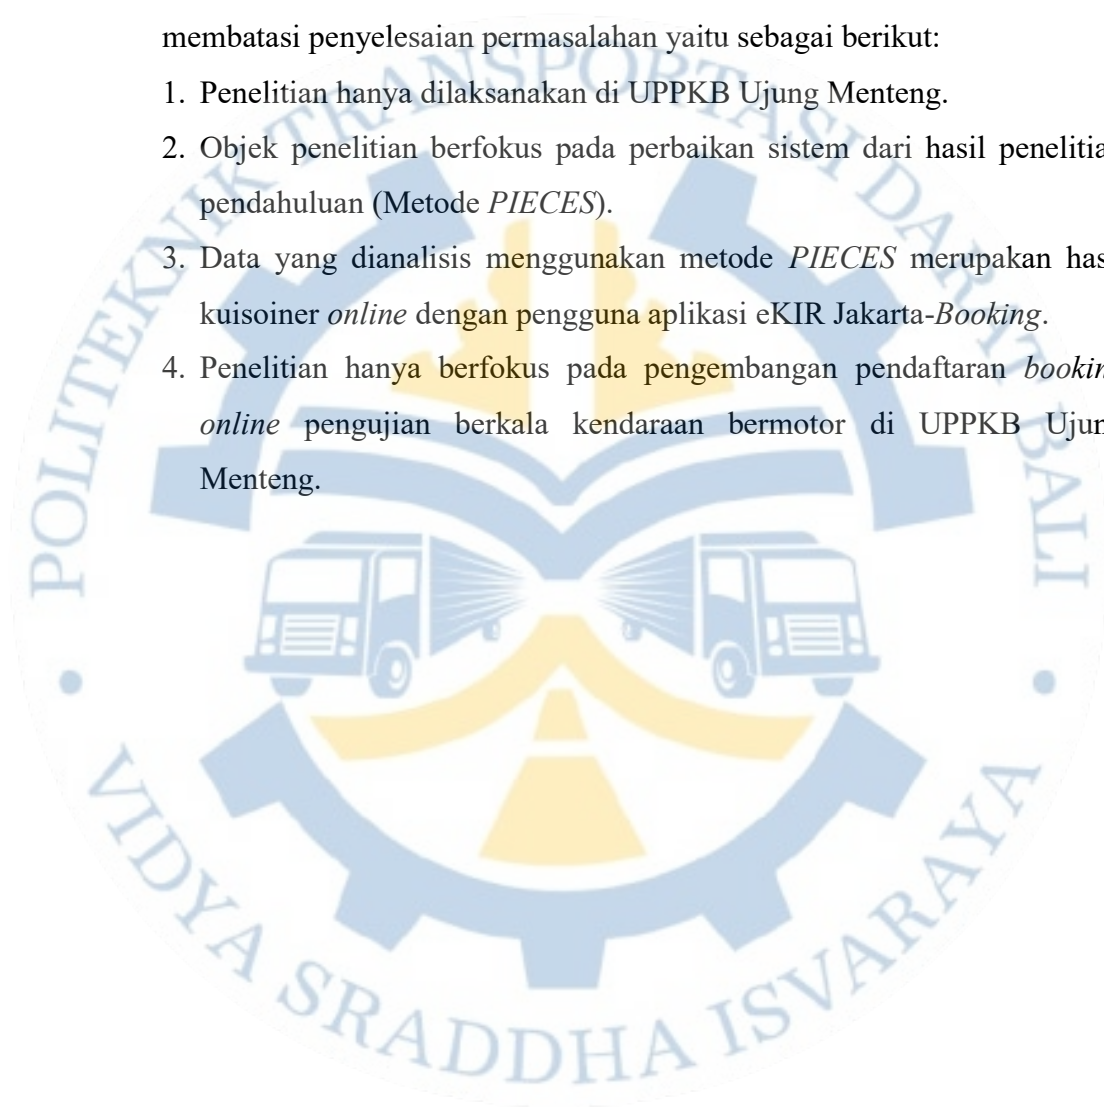 membatasi penyelesaian permasalahan yaitu sebagai berikut:
1. Penelitian hanya dilaksanakan di UPPKB Ujung Menteng.
2. Objek penelitian berfokus pada perbaikan sistem dari hasil penelitia
pendahuluan (Metode PIECES).
3. Data yang dianalisis menggunakan metode PIECES merupakan has
kuisoiner online dengan pengguna aplikasi eKIR Jakarta-Booking.
4. Penelitian hanya berfokus pada pengembangan pendaftaran bookin
online pengujian berkala kendaraan bermotor di UPPKB Ujun
Menteng.
POLITEKNIK TRANSPORTASI DARAT BALI
VIDYA SRADDHA ISVARAYA